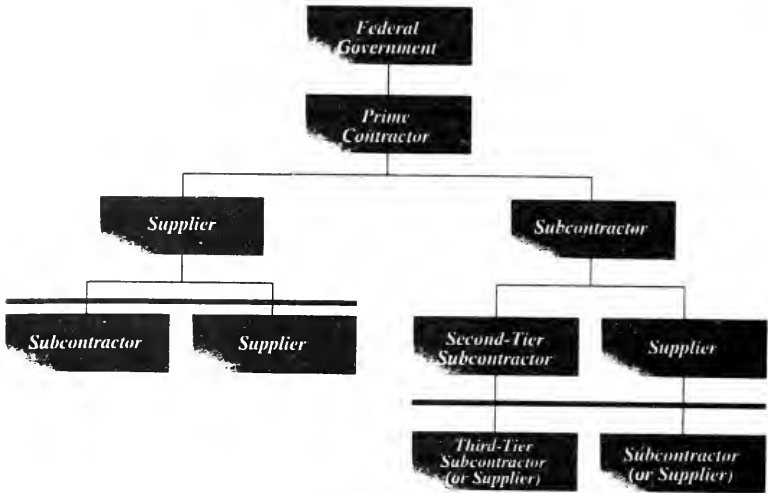 Federal
Government
Prime
Contractor
Supplier
Subcontractor
Subcontractor
Supplier
Second-Tier
Subcontractor
Supplier
Third-Tier
Subcontractor
(or Supplier)
Subcontractor
(or Supplier)